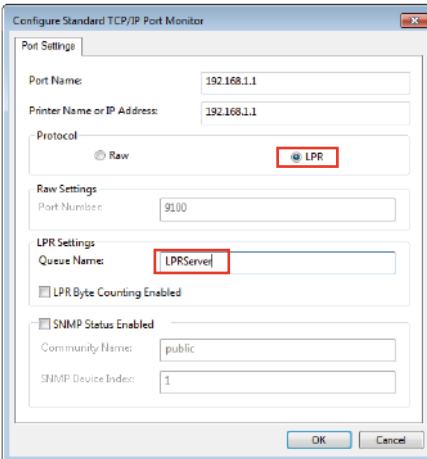 Configure Standard TCP/IP Port Monitor
Port Settings
Port Name: 192.168.1.1
Printer Name or IP Address: 192.168.1.1
Protocol
Raw LPR
Raw Settings
Port Number: 9100
LPR Settings
Queue Name: LPRServer
LPR Byte Counting Enabled
SNMP Status Enabled
Community Name: public
SNMP Device Index: 1
OK Cancel